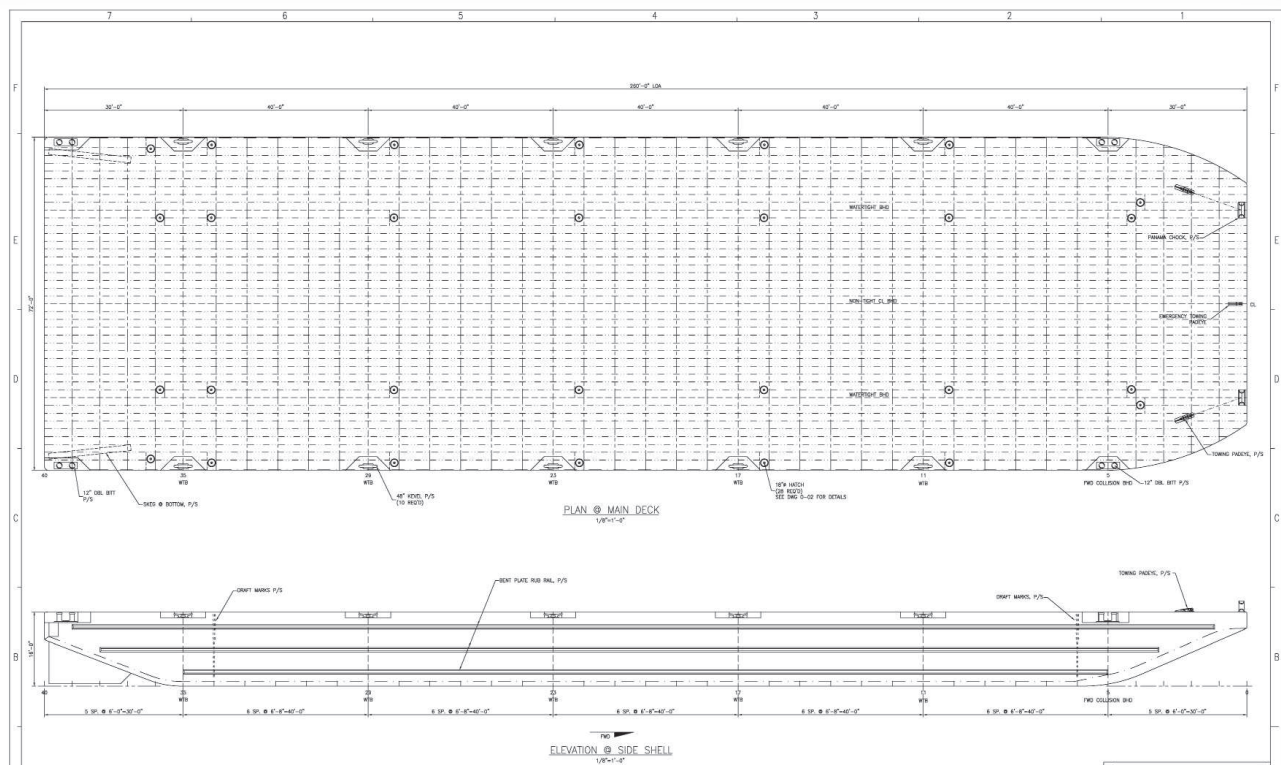 7 6 5 4 3 2 1
F F
260'-0" LOA
30'-0" 40'-0" 40'-0" 40'-0" 40'-0" 40'-0" 30'-0"
WATERTIGHT BHD
E E
PANAMA CHOCK, P/S
72'-0"
NON-TIGHT CL BHD
CL
EMERGENCY TOWING
PADEYE
D D
WATERTIGHT BHD
TOWING PADEYE, P/S
40 35 29 23 17 11 5
WTB WTB WTB WTB WTB FWD COLLISION BHD
12" DBL BITT
P/S
SKEG @ BOTTOM, P/S
48" KEVEL P/S
(10 REQ'D)
18"Ø HATCH
(28 REQ'D)
SEE DWG O-02 FOR DETAILS
12" DBL BITT P/S
C C
PLAN @ MAIN DECK
1/8"=1'-0"
BENT PLATE RUB RAIL, P/S
TOWING PADEYE, P/S
DRAFT MARKS P/S
DRAFT MARKS, P/S
B B
40 35 29 23 17 11 5
WTB WTB WTB WTB WTB FWD COLLISION BHD
5 SP. @ 6'-0"=30'-0" 6 SP. @ 6'-8"=40'-0" 6 SP. @ 6'-8"=40'-0" 6 SP. @ 6'-8"=40'-0" 6 SP. @ 6'-8"=40'-0" 6 SP. @ 6'-8"=40'-0" 5 SP. @ 6'-0"=30'-0"
FWD
ELEVATION @ SIDE SHELL
1/8"=1'-0"